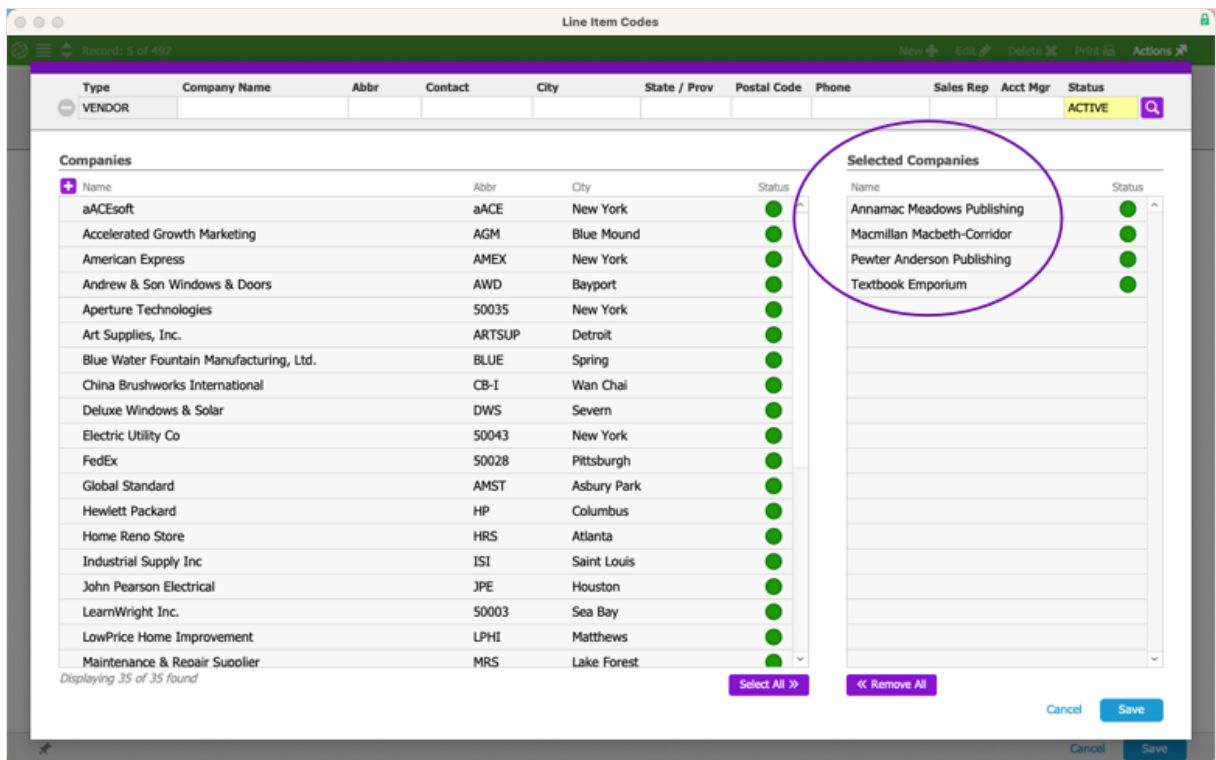 Line Item Codes
Record: 5 of 497
New Edit Delete Print Actions
Type Company Name Abbr Contact City State / Prov Postal Code Phone Sales Rep Acct Mgr Status
VENDOR ACTIVE
Companies
Name Abbr City Status
aACEsoft aACE New York
Accelerated Growth Marketing AGM Blue Mound
American Express AMEX New York
Andrew & Son Windows & Doors AWD Bayport
Aperture Technologies 50035 New York
Art Supplies, Inc. ARTSUP Detroit
Blue Water Fountain Manufacturing, Ltd. BLUE Spring
China Brushworks International CB-I Wan Chai
Deluxe Windows & Solar DWS Severn
Electric Utility Co 50043 New York
FedEx 50028 Pittsburgh
Global Standard AMST Asbury Park
Hewlett Packard HP Columbus
Home Reno Store HRS Atlanta
Industrial Supply Inc ISI Saint Louis
John Pearson Electrical JPE Houston
LearnWright Inc. 50003 Sea Bay
LowPrice Home Improvement LPHI Matthews
Maintenance & Repair Supplier MRS Lake Forest
Displaying 35 of 35 found
Select All »
Selected Companies
Name Status
Annamac Meadows Publishing
Macmillan Macbeth-Corridor
Pewter Anderson Publishing
Textbook Emporium
« Remove All
Cancel Save
Cancel Save